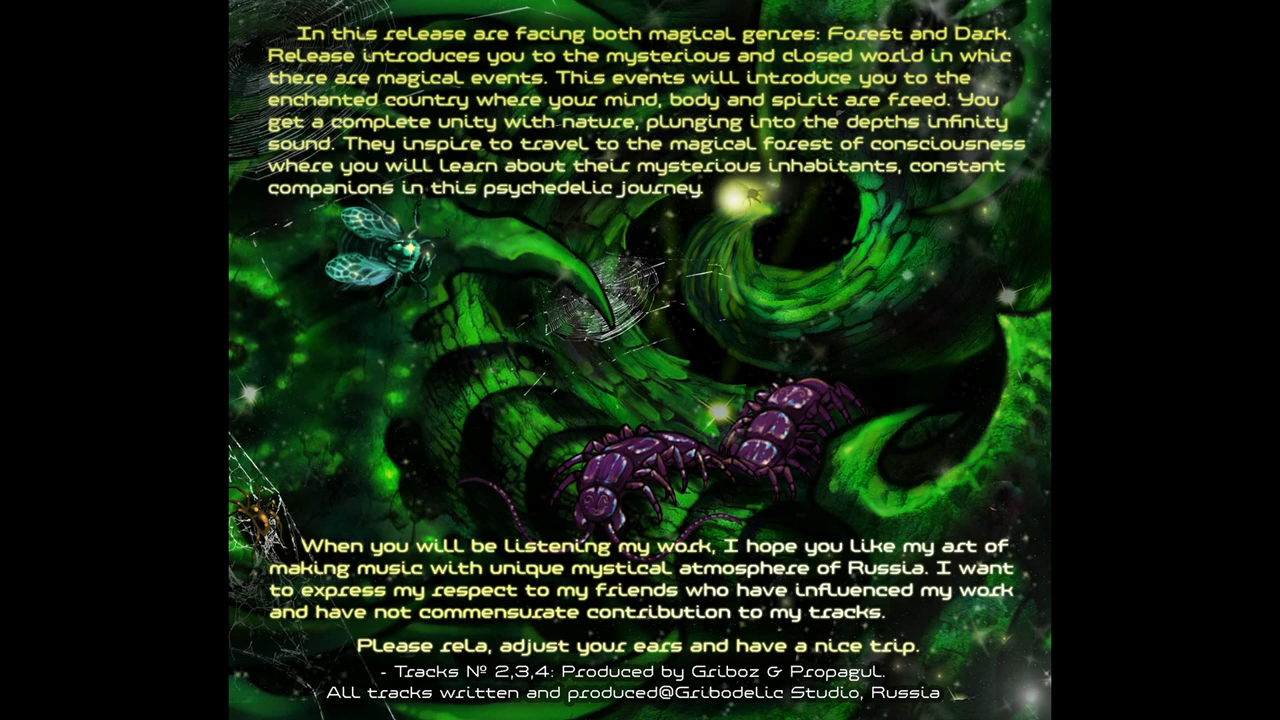 In this release are facing both magical genres: Forest and Dark.
Release introduces you to the mysterious and closed world in whic
there are magical events. This events will introduce you to the
enchanted country where your mind, body and spirit are freed. You
get a complete unity with nature, plunging into the depths infinity
sound. They inspire to travel to the magical forest of consciousness
where you will learn about their mysterious inhabitants, constant
companions in this psychedelic journey.
When you will be listening my work, I hope you like my art of
making music with unique mystical atmosphere of Russia. I want
to express my respect to my friends who have influenced my work
and have not commensurate contribution to my tracks.
Please rela, adjust your ears and have a nice trip.
- Tracks № 2,3,4: Produced by Griboz & Propagul.
All tracks written and produced@Gribodelic Studio, Russia